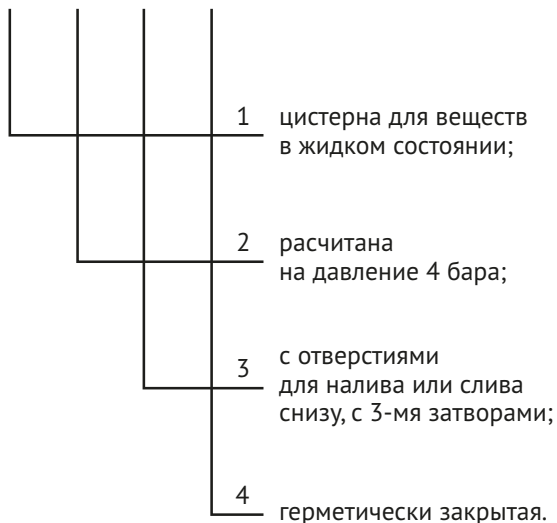 1 цистерна для веществ
в жидком состоянии;
2 расчитана
на давление 4 бара;
3 с отверстиями
для налива или слива
снизу, с 3-мя затворами;
4 герметически закрытая.